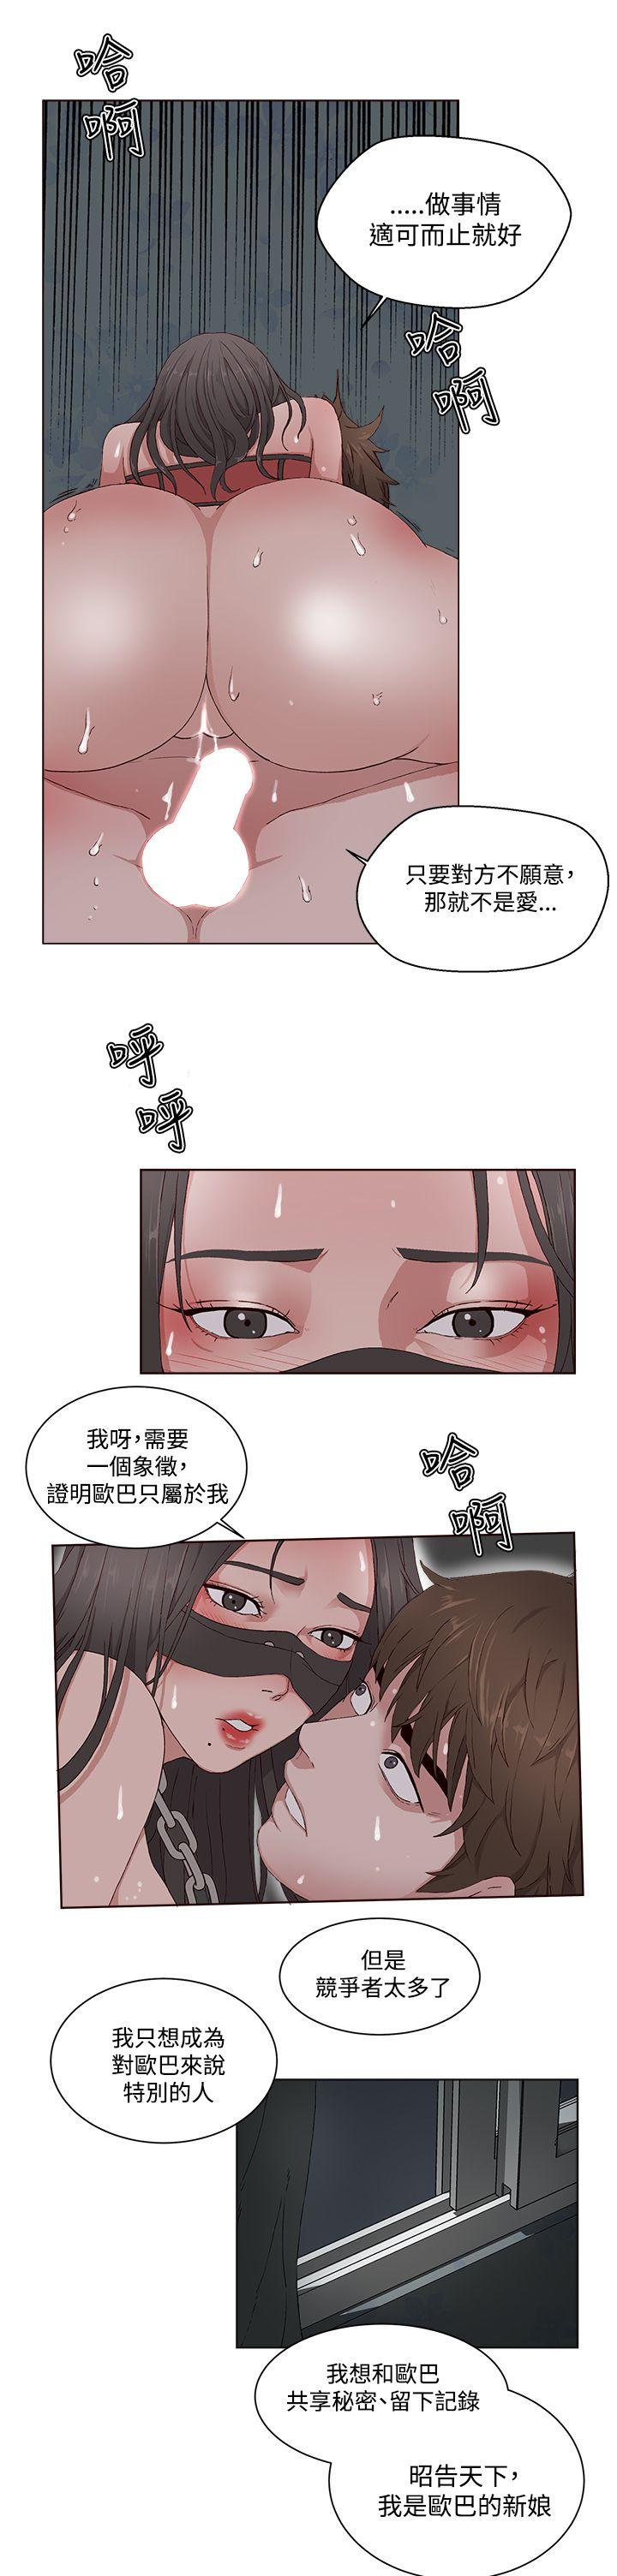 哈
啊
.....做事情
適可而止就好
哈
啊
只要對方不願意，
那就不是愛...
呼
呼
我呀，需要
一個象徵，
證明歐巴只屬於我
哈
啊
但是
競爭者太多了
我只想成為
對歐巴來說
特別的人
我想和歐巴
共享秘密、留下記錄
昭告天下，
我是歐巴的新娘